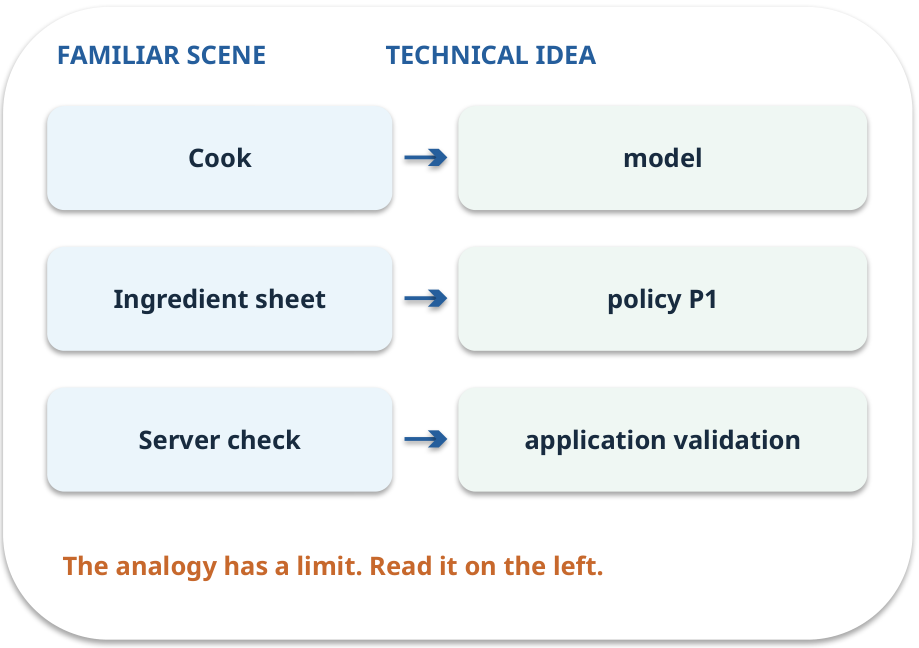 FAMILIAR SCENE
TECHNICAL IDEA
Cook
model
Ingredient sheet
policy P1
Server check
application validation
The analogy has a limit. Read it on the left.